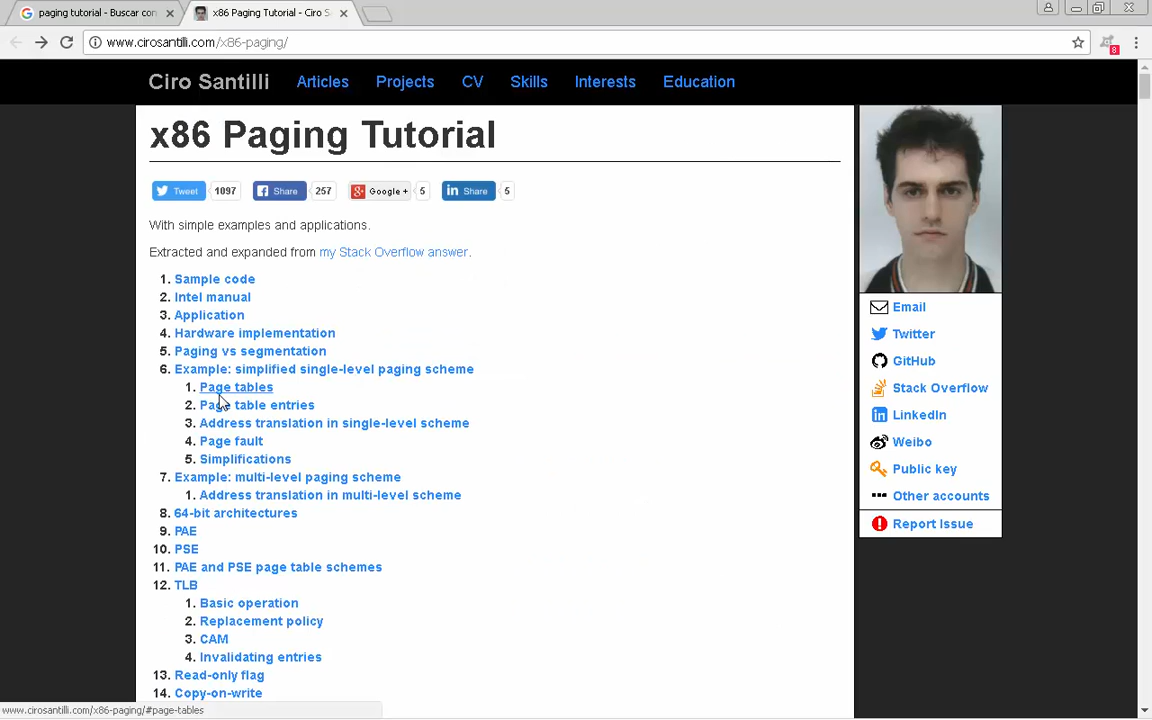 paging tutorial - Buscar con
x86 Paging Tutorial - Ciro S
www.cirosantilli.com/x86-paging/
8
Ciro Santilli Articles Projects CV Skills Interests Education
x86 Paging Tutorial
Tweet 1097 Share 257 Google + 5 Share 5
With simple examples and applications.
Extracted and expanded from my Stack Overflow answer.
1. Sample code
2. Intel manual
3. Application
4. Hardware implementation
5. Paging vs segmentation
6. Example: simplified single-level paging scheme
1. Page tables
2. Page table entries
3. Address translation in single-level scheme
4. Page fault
5. Simplifications
7. Example: multi-level paging scheme
1. Address translation in multi-level scheme
8. 64-bit architectures
9. PAE
10. PSE
11. PAE and PSE page table schemes
12. TLB
1. Basic operation
2. Replacement policy
3. CAM
4. Invalidating entries
13. Read-only flag
14. Copy-on-write
Email
Twitter
GitHub
Stack Overflow
LinkedIn
Weibo
Public key
Other accounts
Report Issue
www.cirosantilli.com/x86-paging/#page-tables